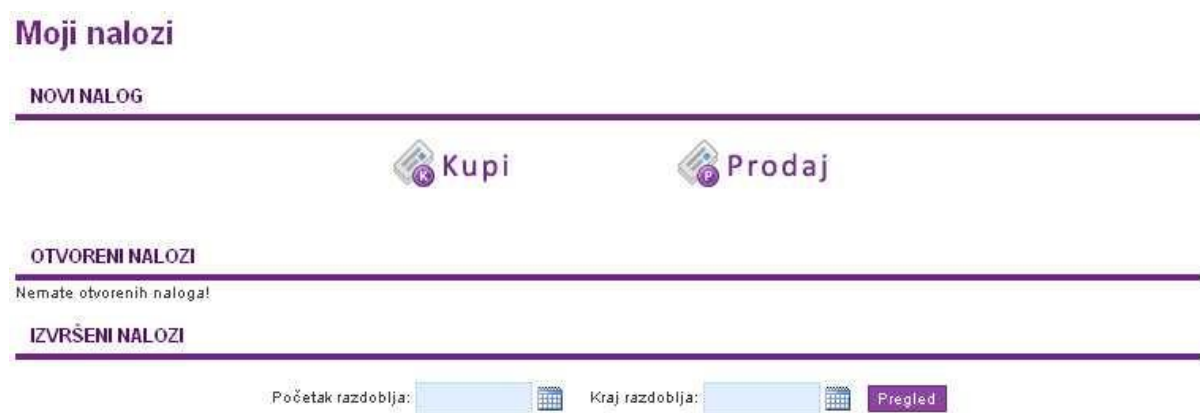 Moji nalozi
NOVI NALOG
K Kupi P Prodaj
OTVORENI NALOZI
Nemate otvorenih naloga!
IZVRŠENI NALOZI
Početak razdoblja: Kraj razdoblja: Pregled